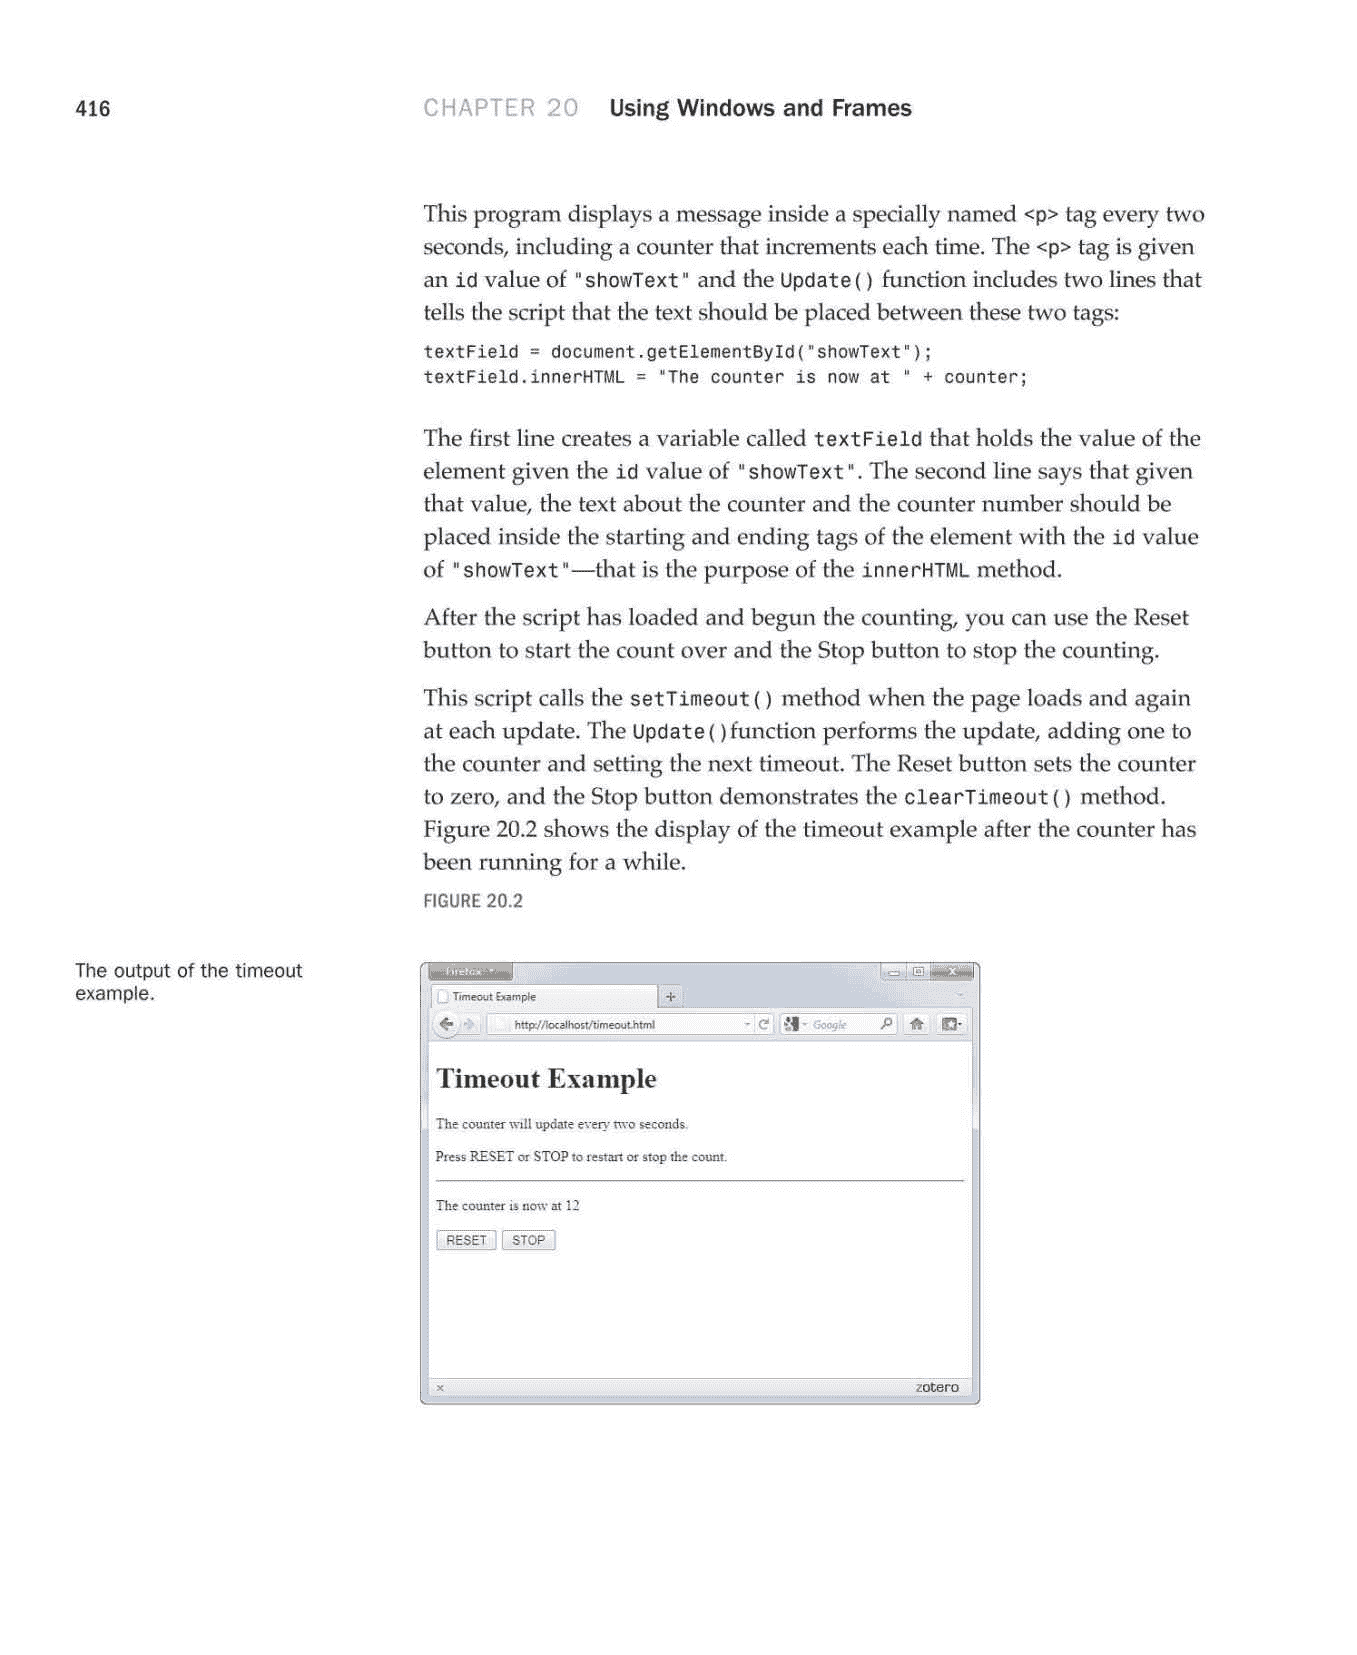 416
CHAPTER 20 Using Windows and Frames
This program displays a message inside a specially named <p> tag every two
seconds, including a counter that increments each time. The <p> tag is given
an id value of "showText" and the Update() function includes two lines that
tells the script that the text should be placed between these two tags:
textField = document.getElementById("showText");
textField.innerHTML = "The counter is now at " + counter;
The first line creates a variable called textField that holds the value of the
element given the id value of "showText". The second line says that given
that value, the text about the counter and the counter number should be
placed inside the starting and ending tags of the element with the id value
of "showText"—that is the purpose of the innerHTML method.
After the script has loaded and begun the counting, you can use the Reset
button to start the count over and the Stop button to stop the counting.
This script calls the setTimeout() method when the page loads and again
at each update. The Update()function performs the update, adding one to
the counter and setting the next timeout. The Reset button sets the counter
to zero, and the Stop button demonstrates the clearTimeout() method.
Figure 20.2 shows the display of the timeout example after the counter has
been running for a while.
FIGURE 20.2
The output of the timeout
example.
Firefox
Timeout Example
http://localhost/timeout.html
Google
Timeout Example
The counter will update every two seconds.
Press RESET or STOP to restart or stop the count.
The counter is now at 12
RESET STOP
x zotero